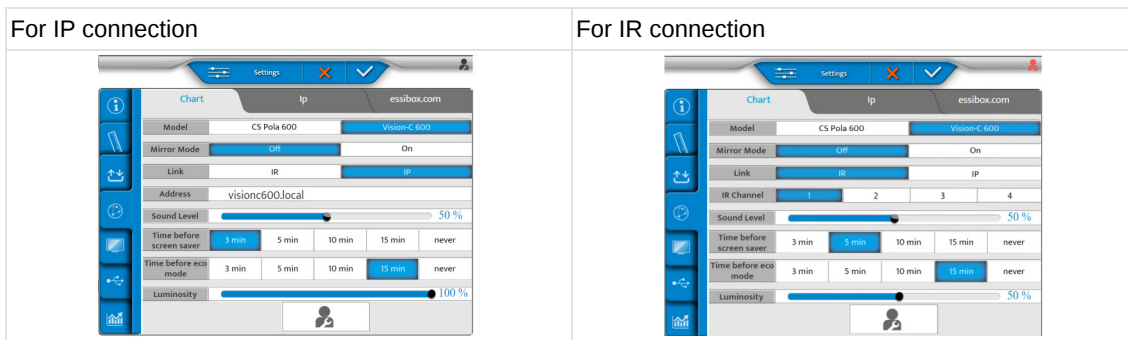 For IP connection
For IR connection
Settings
Chart
Ip
essibox.com
Model
CS Pola 600
Vision-C 600
Mirror Mode
Off
On
Link
IR
IP
Address
visionc600.local
Sound Level
50 %
Time before
screen saver
3 min
5 min
10 min
15 min
never
Time before eco
mode
3 min
5 min
10 min
15 min
never
Luminosity
100 %
Settings
Chart
Ip
essibox.com
Model
CS Pola 600
Vision-C 600
Mirror Mode
Off
On
Link
IR
IP
IR Channel
1
2
3
4
Sound Level
50 %
Time before
screen saver
3 min
5 min
10 min
15 min
never
Time before eco
mode
3 min
5 min
10 min
15 min
never
Luminosity
50 %